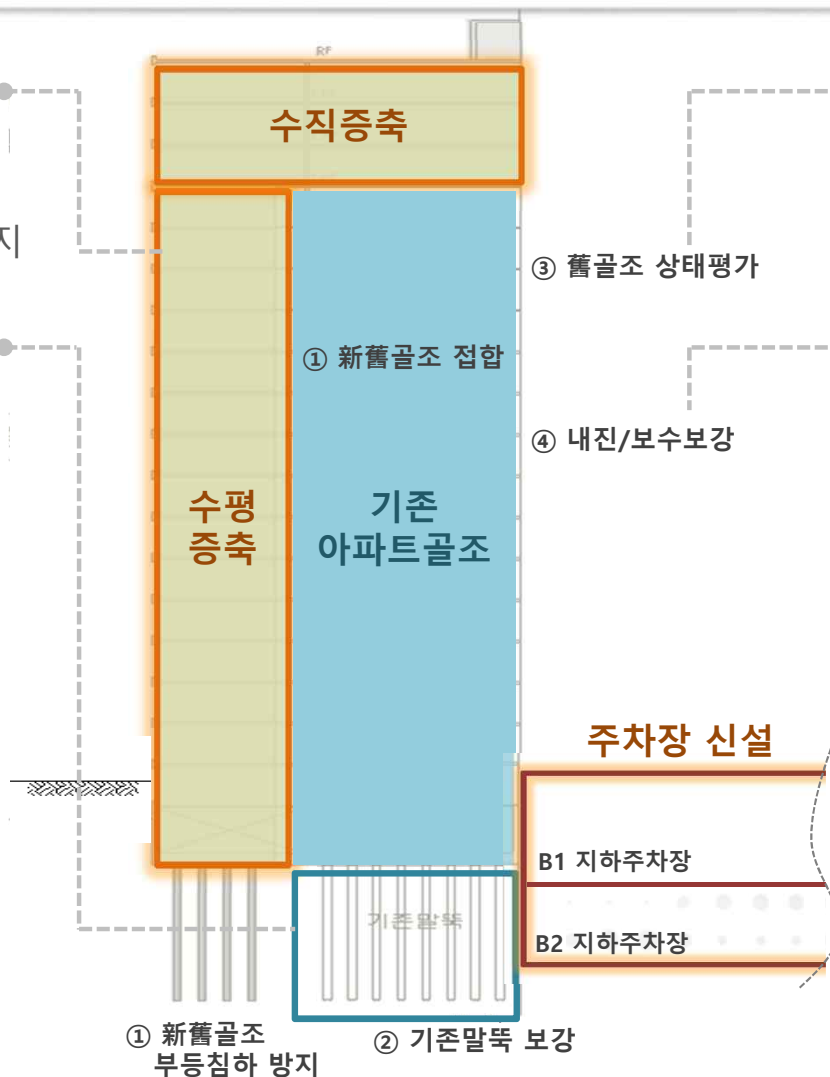 RF
수직증축
지
③ 舊골조 상태평가
① 新舊골조 접합
④ 내진/보수보강
수평
증축
기존
아파트골조
주차장 신설
B1 지하주차장
기존말뚝
B2 지하주차장
① 新舊골조
부등침하 방지
② 기존말뚝 보강